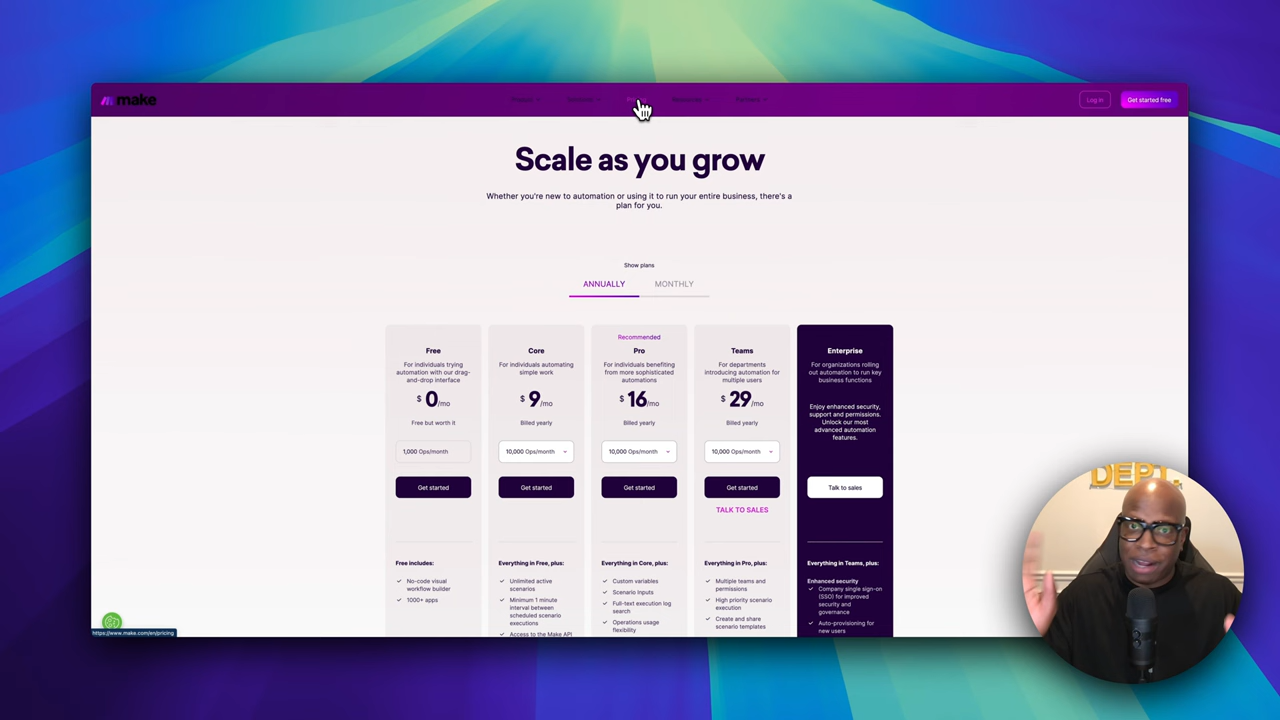 make
Product
Solutions
Pricing
Resources
Partners
Log in
Get started free
Scale as you grow
Whether you're new to automation or using it to run your entire business, there's a
plan for you.
Show plans
ANNUALLY
MONTHLY
Free
For individuals trying
automation with our drag-
and-drop interface
$ 0/mo
Free but worth it
1,000 Ops/month
Get started
Free includes:
No-code visual
workflow builder
1000+ apps
Core
For individuals automating
simple work
$ 9/mo
Billed yearly
10,000 Ops/month
Get started
Everything in Free, plus:
Unlimited active
scenarios
Minimum 1 minute
interval between
scheduled scenario
executions
Access to the Make API
Recommended
Pro
For individuals benefiting
from more sophisticated
automations
$ 16/mo
Billed yearly
10,000 Ops/month
Get started
Everything in Core, plus:
Custom variables
Scenario Inputs
Full-text execution log
search
Operations usage
flexibility
Teams
For departments
introducing automation for
multiple users
$ 29/mo
Billed yearly
10,000 Ops/month
Get started
TALK TO SALES
Everything in Pro, plus:
Multiple teams and
permissions
High priority scenario
execution
Create and share
scenario templates
Enterprise
For organizations rolling
out automation to run key
business functions
Enjoy enhanced security,
support and permissions.
Unlock our most
advanced automation
features.
Talk to sales
Everything in Teams, plus:
Enhanced security
Company single sign-on
(SSO) for improved
security and
governance
Auto-provisioning for
new users
https://www.make.com/en/pricing
DEPT.